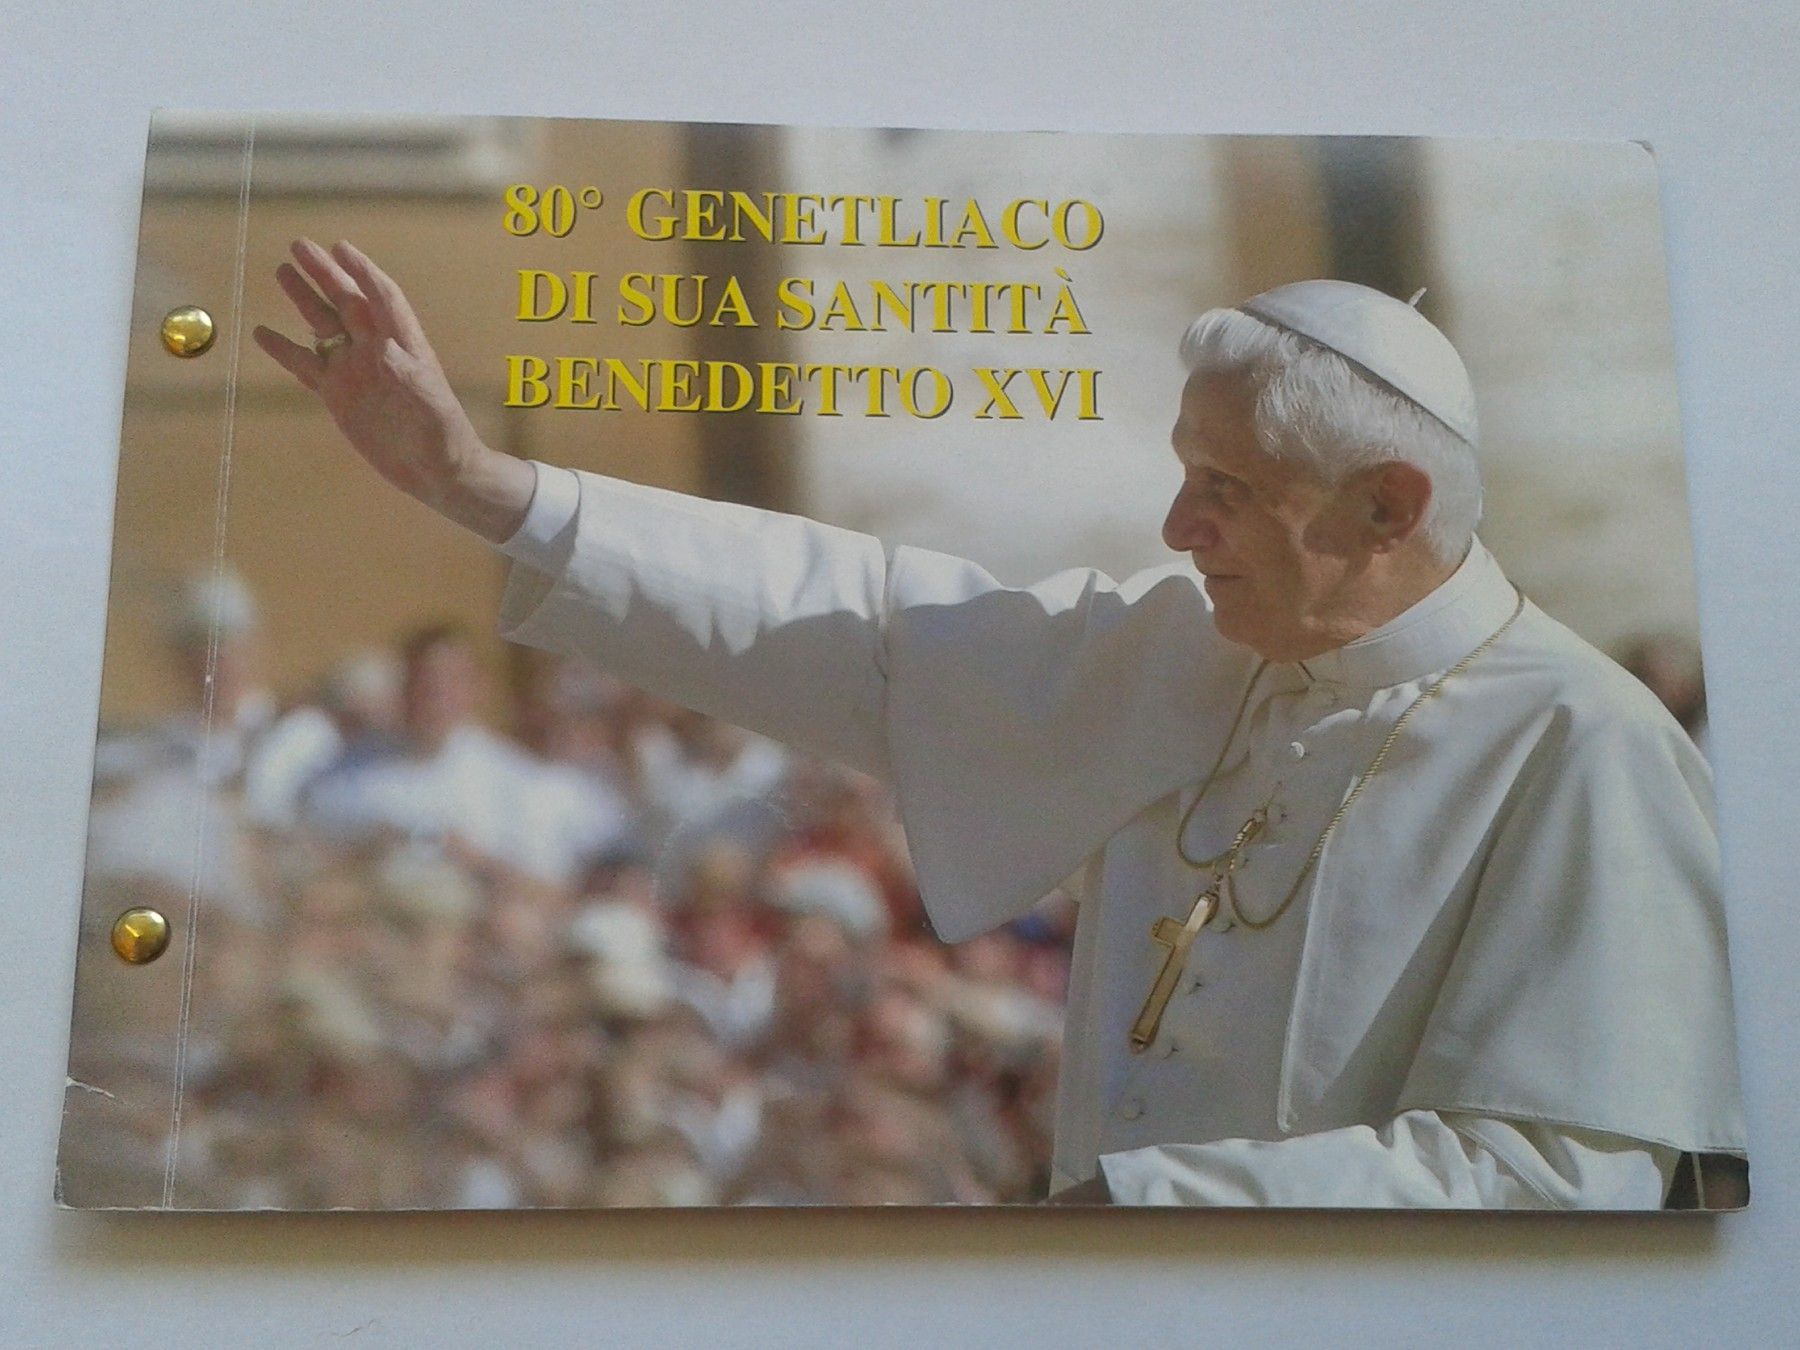 80° GENETLIACO
DI SUA SANTITÀ
BENEDETTO XVI